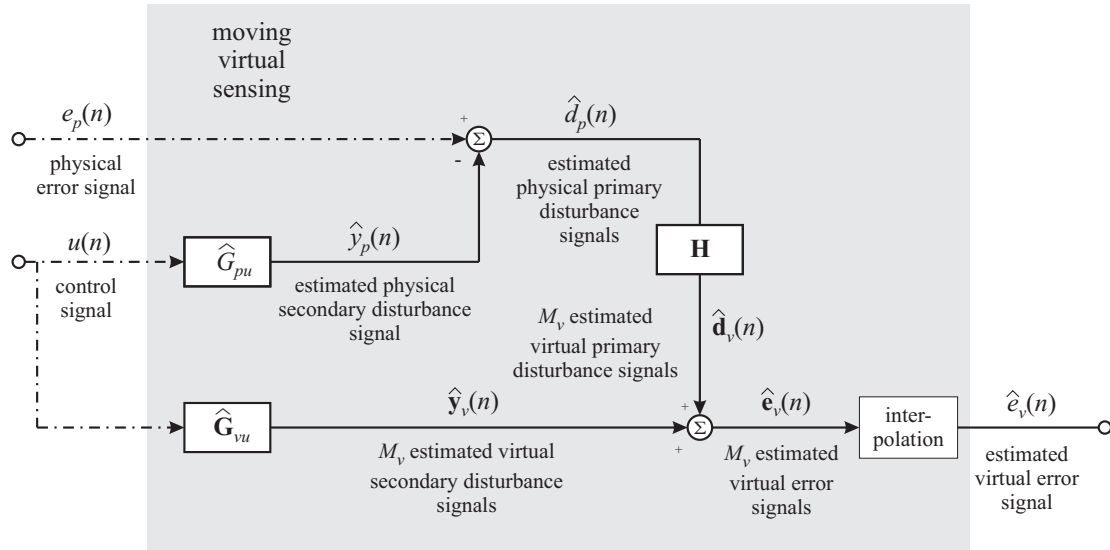 moving
virtual
sensing
e_p(n)
physical
error signal
+
Σ
-
d̂_p(n)
estimated
physical primary
disturbance
signals
u(n)
control
signal
Ĝ_pu
ŷ_p(n)
estimated physical
secondary disturbance
signal
H
M_v estimated
virtual primary
disturbance signals
d̂_v(n)
Ĝ_vu
ŷ_v(n)
M_v estimated virtual
secondary disturbance
signals
+
Σ
+
ê_v(n)
M_v estimated
virtual error
signals
inter-
polation
ê_v(n)
estimated
virtual error
signal